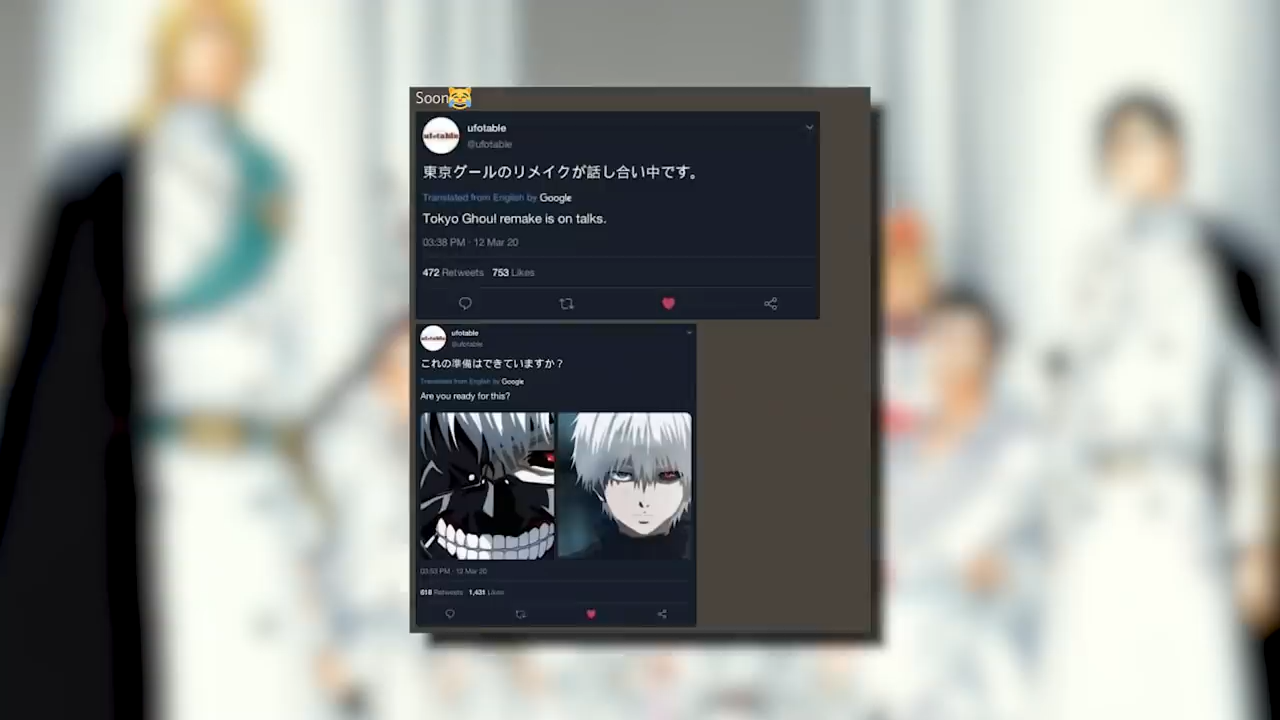 Soon😹
ufotable
ufotable
@ufotable
東京グールのリメイクが話し合い中です。
Translated from English by Google
Tokyo Ghoul remake is on talks.
03:38 PM · 12 Mar 20
472 Retweets 753 Likes
ufotable
ufotable
@ufotable
これの準備はできていますか？
Translated from English by Google
Are you ready for this?
PM · 12 Mar 20
618 Retweets 1,431 Likes